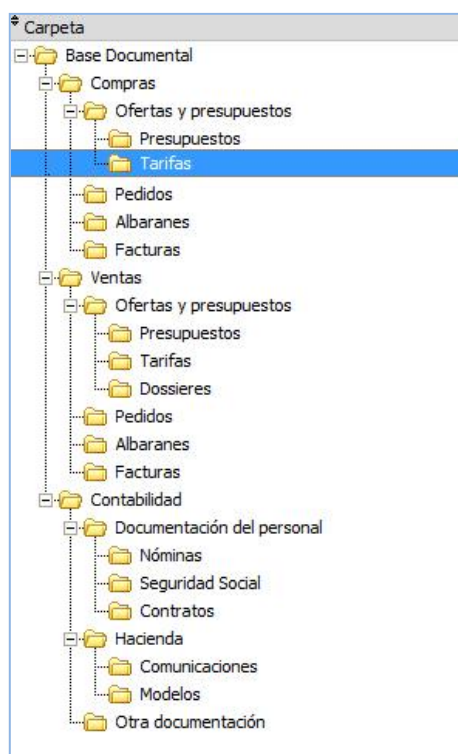 Carpeta
Base Documental
Compras
Ofertas y presupuestos
Presupuestos
Tarifas
Pedidos
Albaranes
Facturas
Ventas
Ofertas y presupuestos
Presupuestos
Tarifas
Dossieres
Pedidos
Albaranes
Facturas
Contabilidad
Documentación del personal
Nóminas
Seguridad Social
Contratos
Hacienda
Comunicaciones
Modelos
Otra documentación